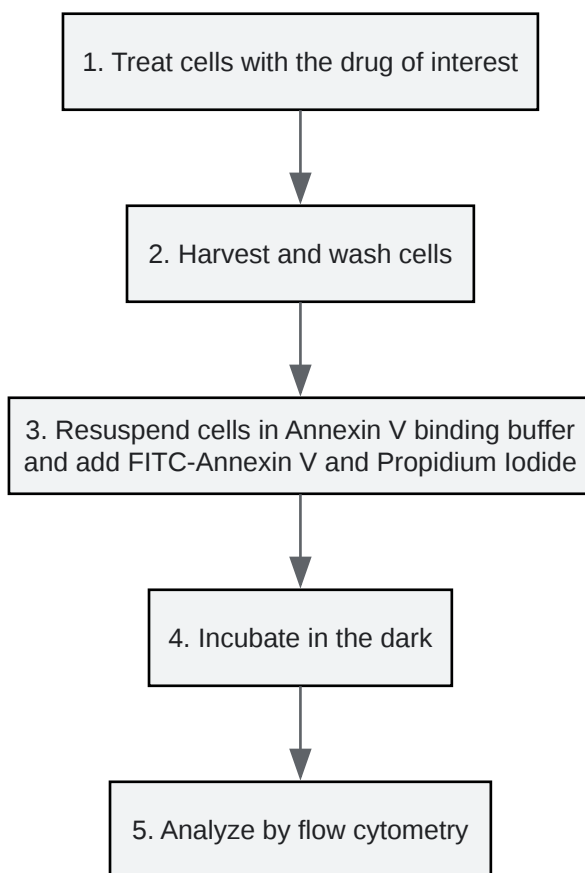 1. Treat cells with the drug of interest
2. Harvest and wash cells
3. Resuspend cells in Annexin V binding buffer
and add FITC-Annexin V and Propidium Iodide
4. Incubate in the dark
5. Analyze by flow cytometry